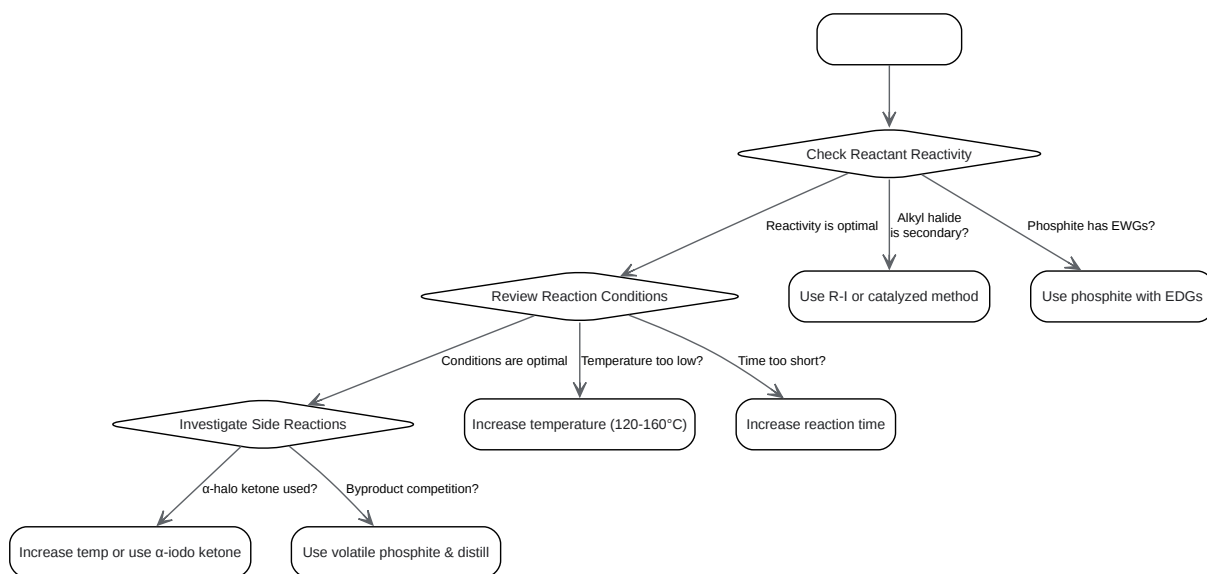 Check Reactant Reactivity
Reactivity is optimal
Alkyl halide
is secondary?
Phosphite has EWGs?
Review Reaction Conditions
Use R-I or catalyzed method
Use phosphite with EDGs
Conditions are optimal
Temperature too low?
Time too short?
Investigate Side Reactions
Increase temperature (120-160°C)
Increase reaction time
α-halo ketone used?
Byproduct competition?
Increase temp or use α-iodo ketone
Use volatile phosphite & distill